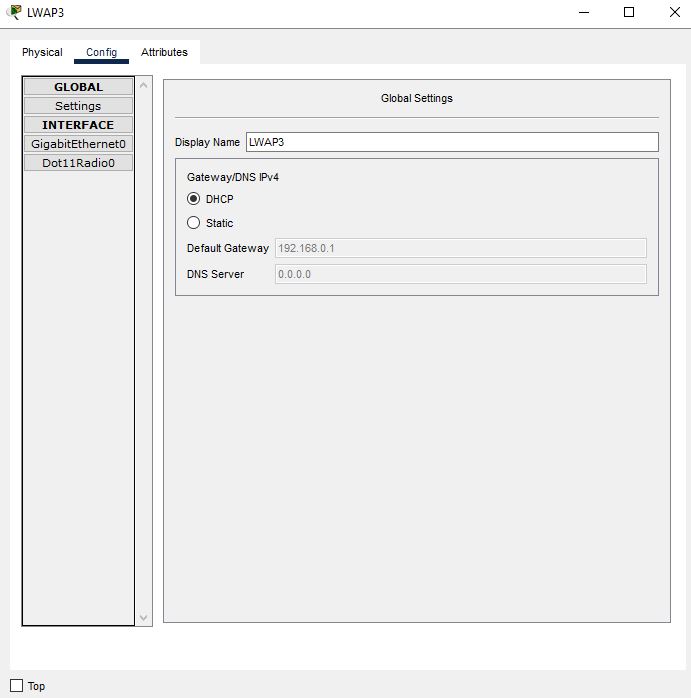 LWAP3
Physical Config Attributes
GLOBAL
Settings
INTERFACE
GigabitEthernet0
Dot11Radio0
Global Settings
Display Name LWAP3
Gateway/DNS IPv4
DHCP
Static
Default Gateway 192.168.0.1
DNS Server 0.0.0.0
Top